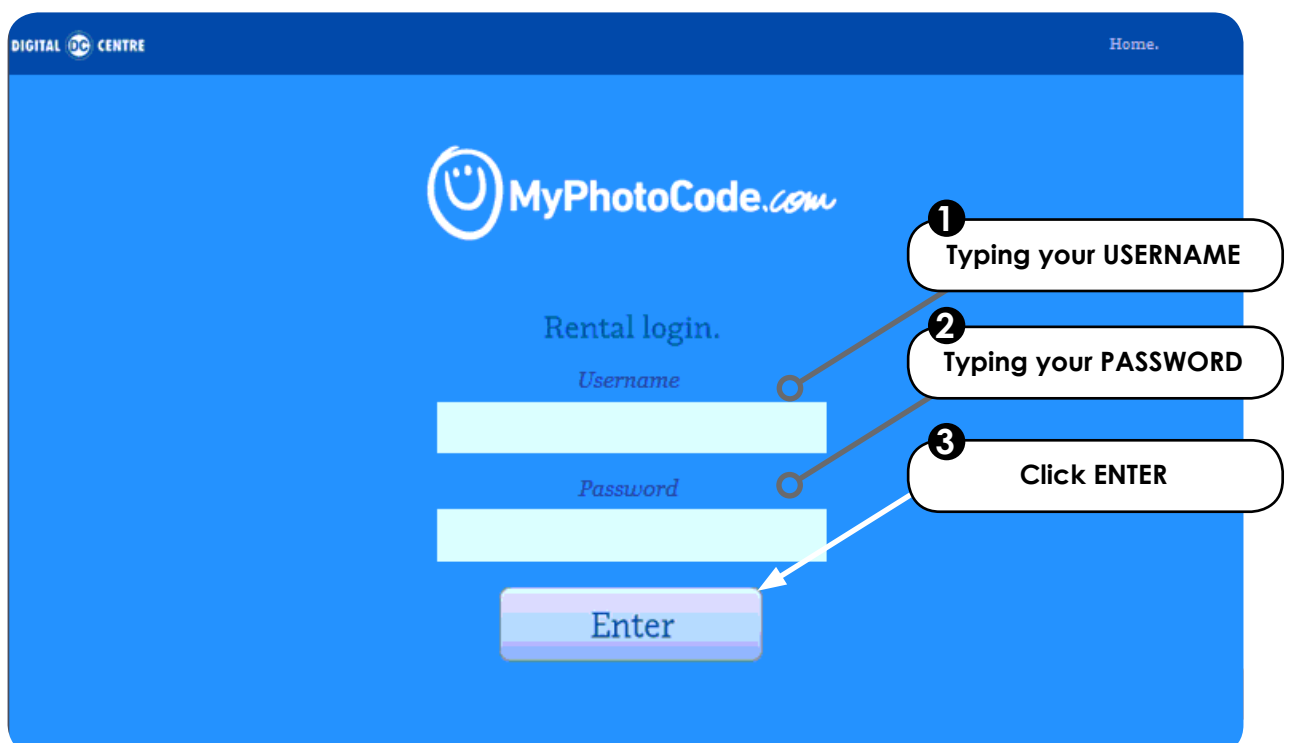 DIGITAL DC CENTRE
Home.
MyPhotoCode.com
1
Typing your USERNAME
Rental login.
2
Typing your PASSWORD
Username
3
Click ENTER
Password
Enter